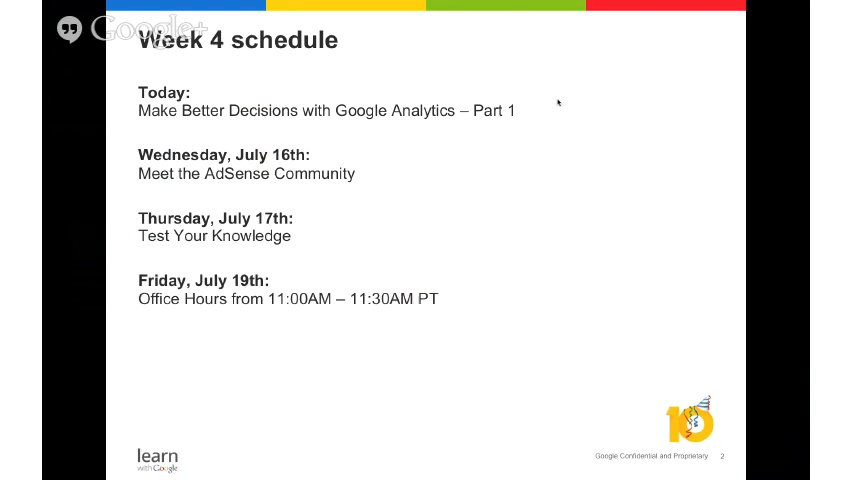 Google+
Week 4 schedule
Today:
Make Better Decisions with Google Analytics – Part 1
Wednesday, July 16th:
Meet the AdSense Community
Thursday, July 17th:
Test Your Knowledge
Friday, July 19th:
Office Hours from 11:00AM – 11:30AM PT
10
learn
with Google
Google Confidential and Proprietary 2